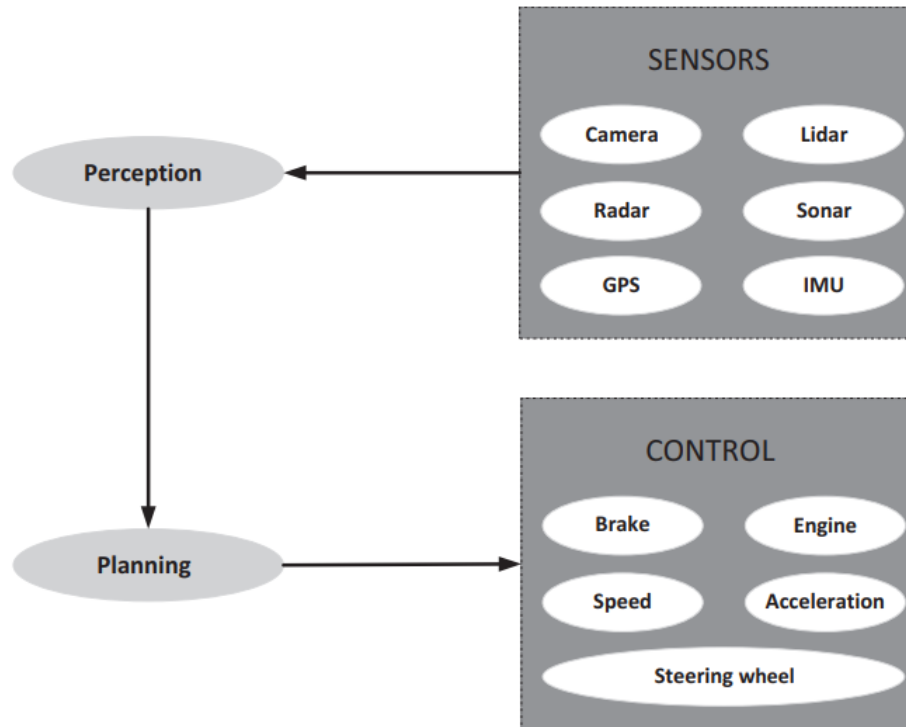 SENSORS
Camera
Lidar
Perception
Radar
Sonar
GPS
IMU
CONTROL
Brake
Engine
Planning
Speed
Acceleration
Steering wheel